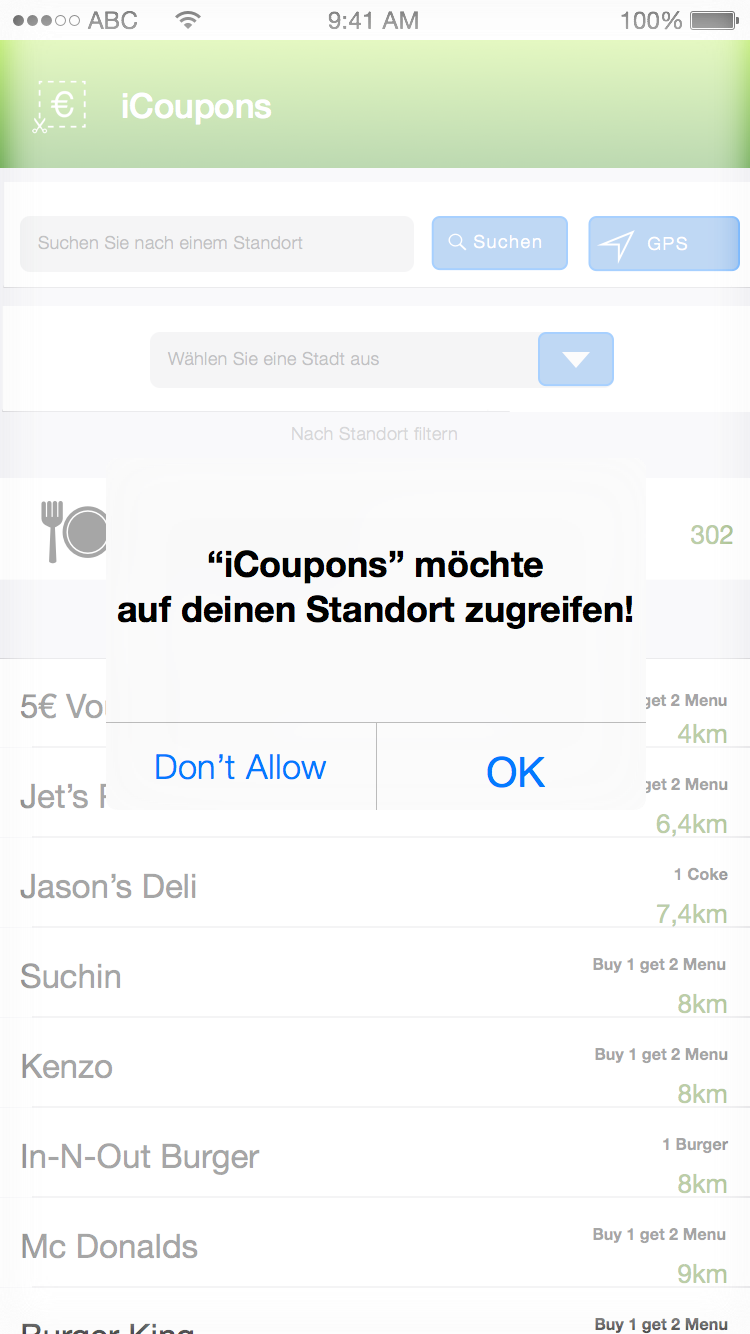 ABC 9:41 AM 100%
€ iCoupons
Suchen Sie nach einem Standort Suchen GPS
Wählen Sie eine Stadt aus
Nach Standort filtern
302
“iCoupons” möchte
auf deinen Standort zugreifen!
5€ get 2 Menu
4km
Don’t Allow OK
Jet’s get 2 Menu
6,4km
Jason’s Deli 1 Coke
7,4km
Suchin Buy 1 get 2 Menu
8km
Kenzo Buy 1 get 2 Menu
8km
In-N-Out Burger 1 Burger
8km
Mc Donalds Buy 1 get 2 Menu
9km
Burger King Buy 1 get 2 Menu